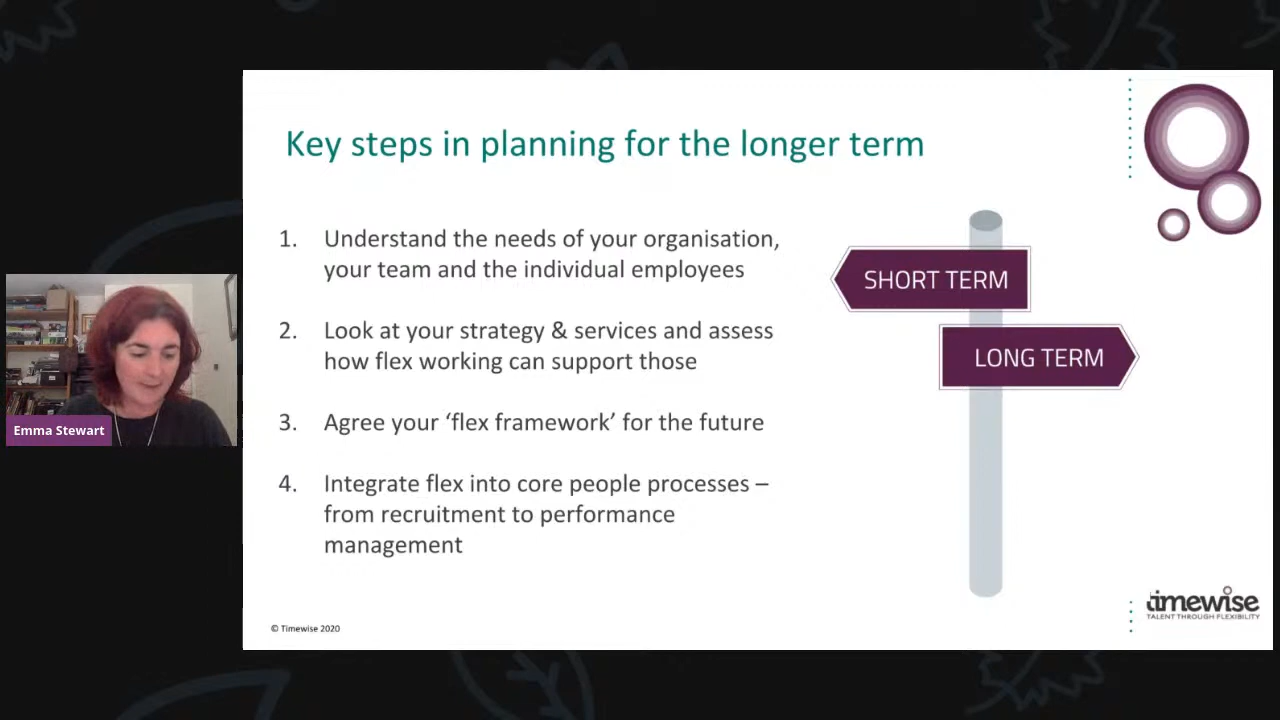 Key steps in planning for the longer term
1. Understand the needs of your organisation,
your team and the individual employees
2. Look at your strategy & services and assess
how flex working can support those
3. Agree your ‘flex framework’ for the future
4. Integrate flex into core people processes –
from recruitment to performance
management
SHORT TERM
LONG TERM
Emma Stewart
© Timewise 2020
timewise
TALENT THROUGH FLEXIBILITY